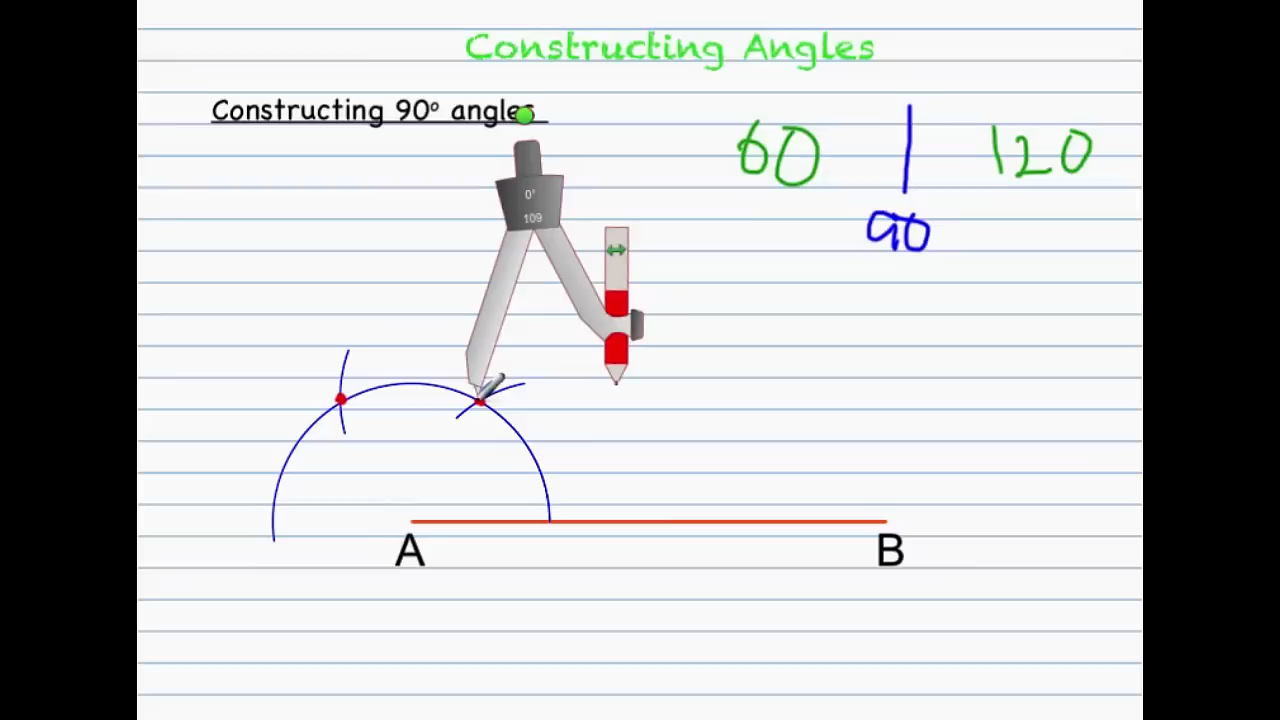 Constructing Angles
Constructing 90° angles
60 | 120
90
0°
109
A
B